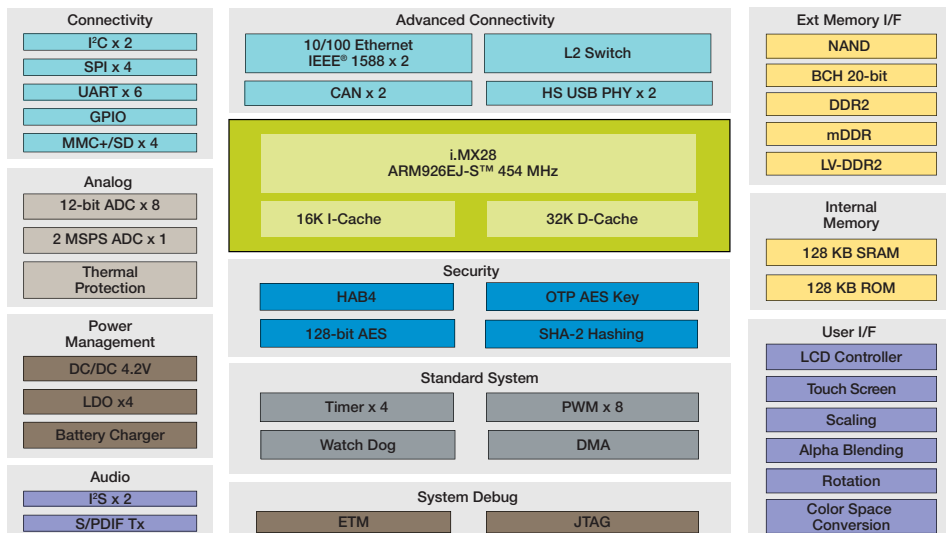 Connectivity
I²C x 2
SPI x 4
UART x 6
GPIO
MMC+/SD x 4
Analog
12-bit ADC x 8
2 MSPS ADC x 1
Thermal
Protection
Power
Management
DC/DC 4.2V
LDO x4
Battery Charger
Audio
I²S x 2
S/PDIF Tx
Advanced Connectivity
10/100 Ethernet
IEEE® 1588 x 2
L2 Switch
CAN x 2
HS USB PHY x 2
i.MX28
ARM926EJ-S™ 454 MHz
16K I-Cache
32K D-Cache
Security
HAB4
OTP AES Key
128-bit AES
SHA-2 Hashing
Standard System
Timer x 4
PWM x 8
Watch Dog
DMA
System Debug
ETM
JTAG
Ext Memory I/F
NAND
BCH 20-bit
DDR2
mDDR
LV-DDR2
Internal
Memory
128 KB SRAM
128 KB ROM
User I/F
LCD Controller
Touch Screen
Scaling
Alpha Blending
Rotation
Color Space
Conversion